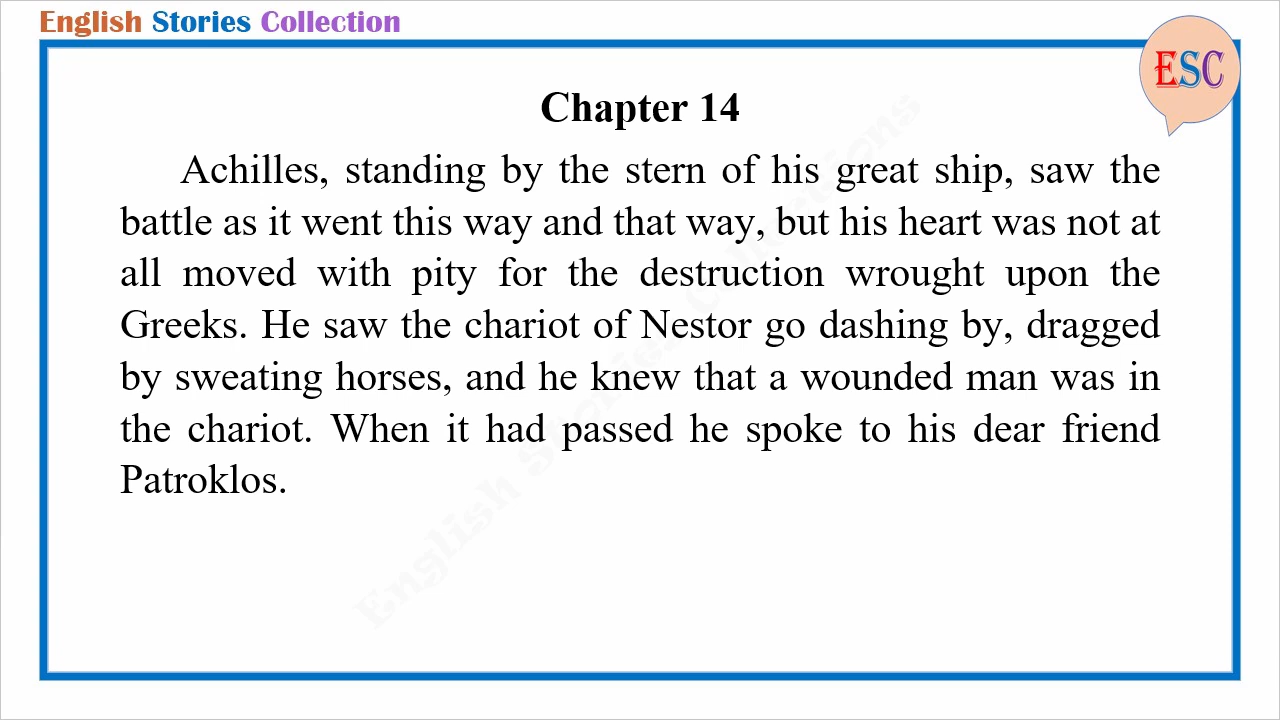 English Stories Collection
ESC
Chapter 14
Achilles, standing by the stern of his great ship, saw the
battle as it went this way and that way, but his heart was not at
all moved with pity for the destruction wrought upon the
Greeks. He saw the chariot of Nestor go dashing by, dragged
by sweating horses, and he knew that a wounded man was in
the chariot. When it had passed he spoke to his dear friend
Patroklos.
English Stories Collections